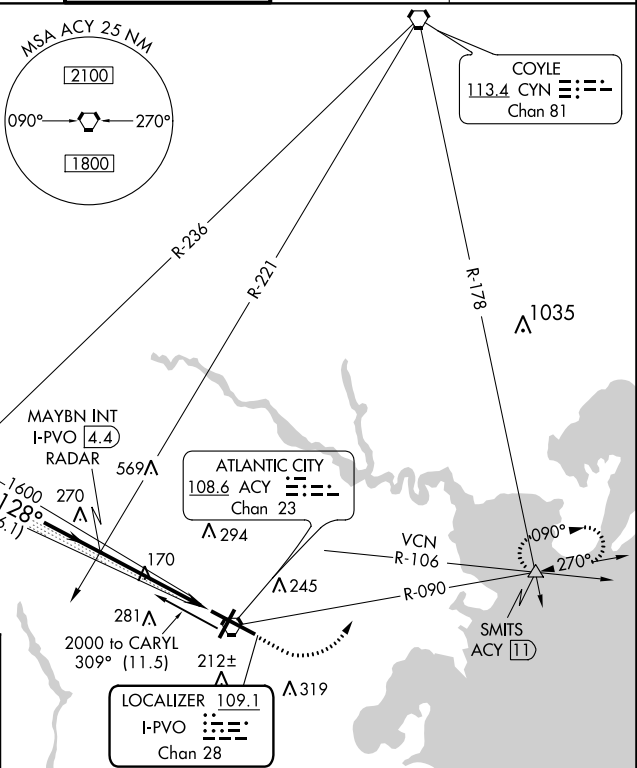 MSA ACY 25 NM
2100
090°
270°
1800
COYLE
113.4 CYN
Chan 81
R-236
R-221
R-178
1035
MAYBN INT
I-PVO 4.4
RADAR
569
1600
128°
6.1)
270
ATLANTIC CITY
108.6 ACY
Chan 23
294
VCN
R-106
090°
270°
170
245
R-090
281
2000 to CARYL
309° (11.5)
SMITS
ACY 11
212±
319
LOCALIZER 109.1
I-PVO
Chan 28